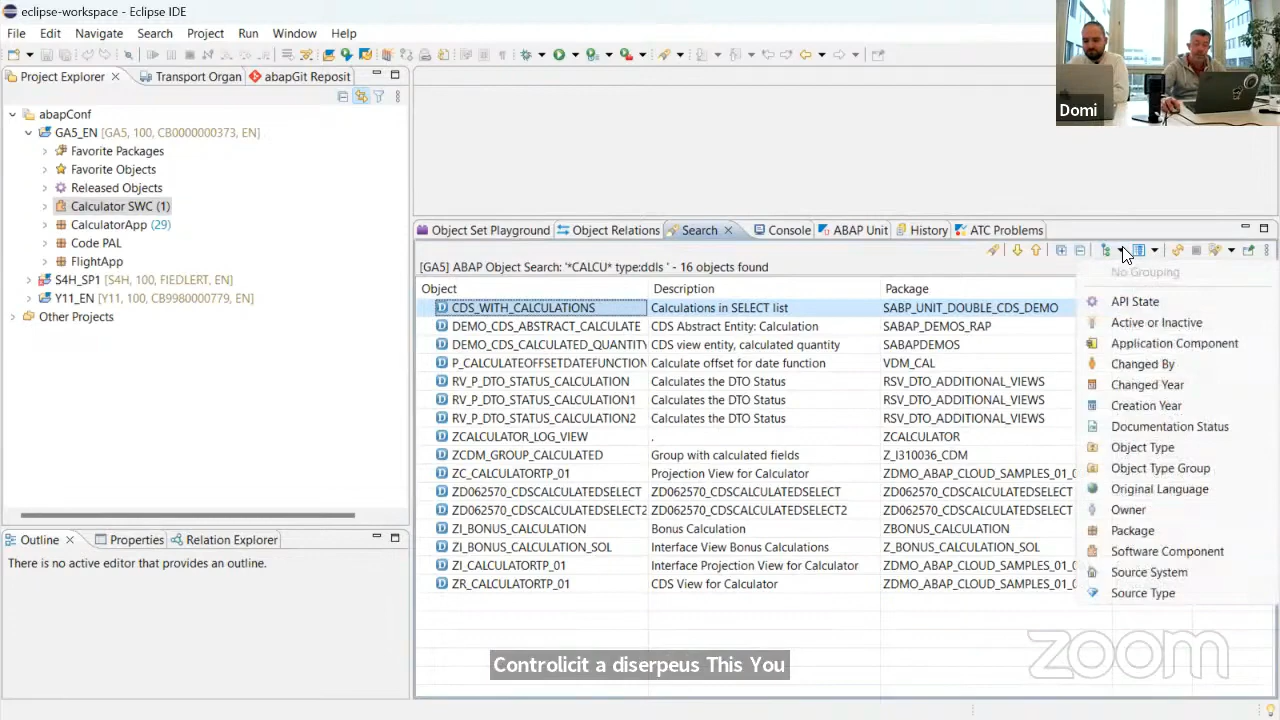 eclipse-workspace - Eclipse IDE
File Edit Navigate Search Project Run Window Help
Project Explorer Transport Organ abapGit Reposit
abapConf
GA5_EN [GA5, 100, CB0000000373, EN]
Favorite Packages
Favorite Objects
Released Objects
Calculator SWC (1)
CalculatorApp (29)
Code PAL
FlightApp
S4H_SP1 [S4H, 100, FIEDLERT, EN]
Y11_EN [Y11, 100, CB9980000779, EN]
Other Projects
Outline Properties Relation Explorer
There is no active editor that provides an outline.
Domi
Object Set Playground Object Relations Search Console ABAP Unit History ATC Problems
[GA5] ABAP Object Search: '*CALCU* type:ddls ' - 16 objects found
Object Description Package
CDS_WITH_CALCULATIONS Calculations in SELECT list SABP_UNIT_DOUBLE_CDS_DEMO
DEMO_CDS_ABSTRACT_CALCULATE CDS Abstract Entity: Calculation SABAP_DEMOS_RAP
DEMO_CDS_CALCULATED_QUANTITY CDS view entity, calculated quantity SABAPDEMOS
P_CALCULATEOFFSETDATEFUNCTION Calculate offset for date function VDM_CAL
RV_P_DTO_STATUS_CALCULATION Calculates the DTO Status RSV_DTO_ADDITIONAL_VIEWS
RV_P_DTO_STATUS_CALCULATION1 Calculates the DTO Status RSV_DTO_ADDITIONAL_VIEWS
RV_P_DTO_STATUS_CALCULATION2 Calculates the DTO Status RSV_DTO_ADDITIONAL_VIEWS
ZCALCULATOR_LOG_VIEW . ZCALCULATOR
ZCDM_GROUP_CALCULATED Group with calculated fields Z_I310036_CDM
ZC_CALCULATORTP_01 Projection View for Calculator ZDMO_ABAP_CLOUD_SAMPLES_01_0
ZD062570_CDSCALCULATEDSELECT ZD062570_CDSCALCULATEDSELECT ZD062570_CDSCALCULATEDSELECT
ZD062570_CDSCALCULATEDSELECT2 ZD062570_CDSCALCULATEDSELECT2 ZD062570_CDSCALCULATEDSELECT
ZI_BONUS_CALCULATION Bonus Calculation ZBONUS_CALCULATION
ZI_BONUS_CALCULATION_SOL Interface View Bonus Calculations Z_BONUS_CALCULATION_SOL
ZI_CALCULATORTP_01 Interface Projection View for Calculator ZDMO_ABAP_CLOUD_SAMPLES_01_0
ZR_CALCULATORTP_01 CDS View for Calculator ZDMO_ABAP_CLOUD_SAMPLES_01_0
No Grouping
API State
Active or Inactive
Application Component
Changed By
Changed Year
Creation Year
Documentation Status
Object Type
Object Type Group
Original Language
Owner
Package
Software Component
Source System
Source Type
zoom
Controlicit a diserpeus This You